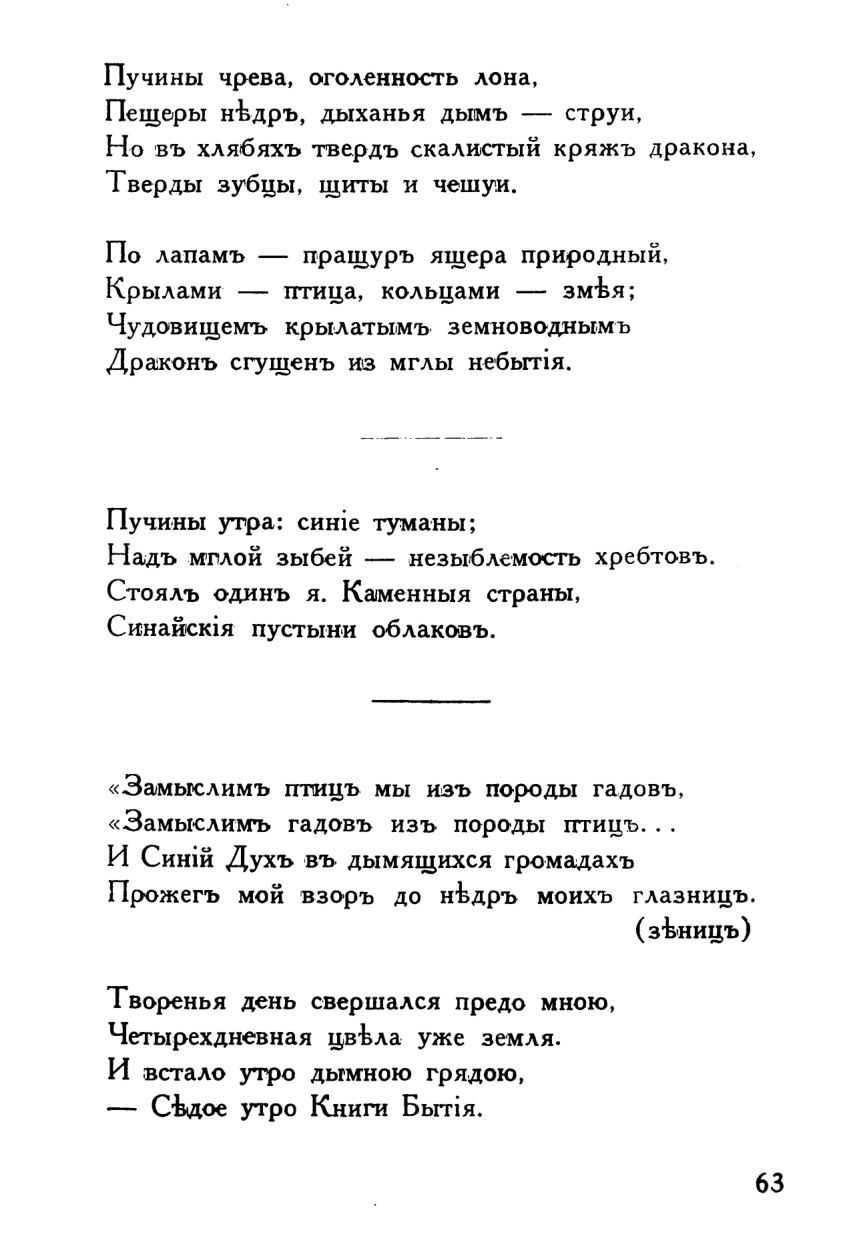 Пучины чрева, оголенность лона,
Пещеры нѣдръ, дыханья дымъ — струи,
Но въ хлябяхъ твердъ скалистый кряжъ дракона,
Тверды зубцы, щиты и чешуи.
По лапамъ — пращуръ ящера природный,
Крылами — птица, кольцами — змѣя;
Чудовищемъ крылатымъ земноводнымъ
Драконъ сгущенъ из мглы небытія.
Пучины утра: синіе туманы;
Надъ мглой зыбей — незыблемость хребтовъ.
Стоялъ одинъ я. Каменныя страны,
Синайскія пустыни облаковъ.
«Замыслимъ птицъ мы изъ породы гадовъ,
«Замыслимъ гадовъ изъ породы птицъ...
И Синій Духъ въ дымящихся громадахъ
Прожегъ мой взоръ до нѣдръ моихъ глазницъ.
(зѣницъ)
Творенья день свершался предо мною,
Четырехдневная цвѣла уже земля.
И встало утро дымною грядою,
— Сѣдое утро Книги Бытія.
63